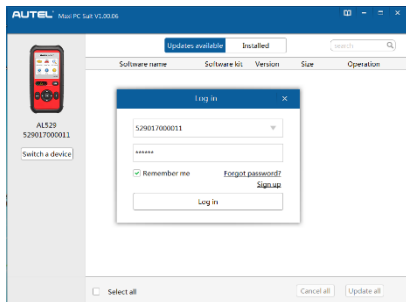 AUTEL Maxi PC Suit V1.00.06
Updates available Installed
search
Software name Software kit Version Size Operation
AL529
529017000011
Switch a device
Log in
529017000011
******
Remember me Forgot password?
Sign up
Log in
Select all
Cancel all Update all